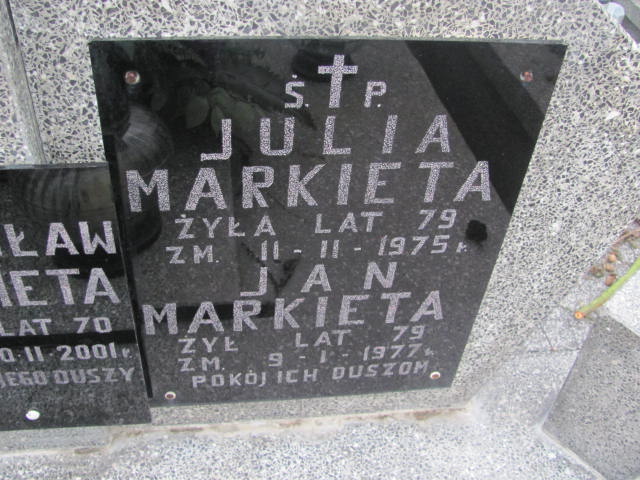 Ś. P.
JULIA
MARKIETA
ŻYŁA LAT 79
ZM. 11-11-1975 r.
JAN
MARKIETA
ŻYŁ LAT 79
ZM. 9-1-1977 r.
POKÓJ ICH DUSZOM
ŁAW
IETA
LAT 70
0.11.2001 r.
JEGO DUSZY